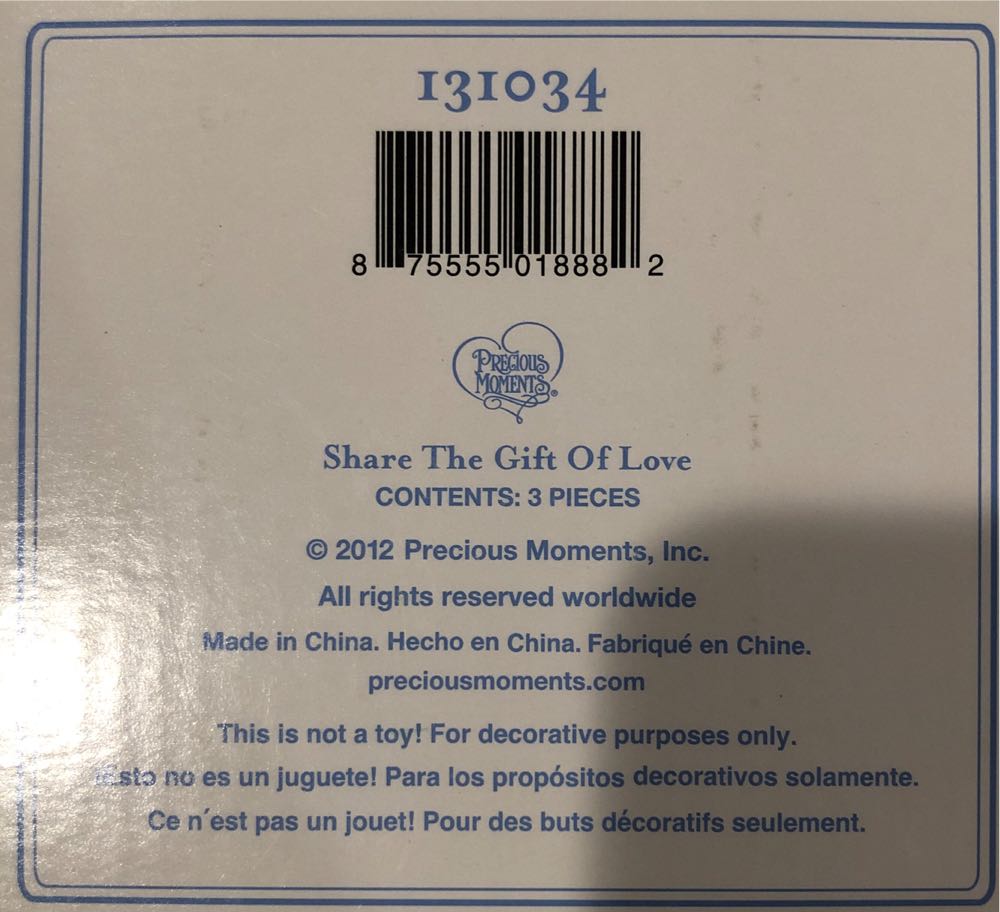 131034
8 75555 01888 2
PRECIOUS
MOMENTS®
Share The Gift Of Love
CONTENTS: 3 PIECES
© 2012 Precious Moments, Inc.
All rights reserved worldwide
Made in China. Hecho en China. Fabriqué en Chine.
preciousmoments.com
This is not a toy! For decorative purposes only.
¡Esto no es un juguete! Para los propósitos decorativos solamente.
Ce n´est pas un jouet! Pour des buts décoratifs seulement.